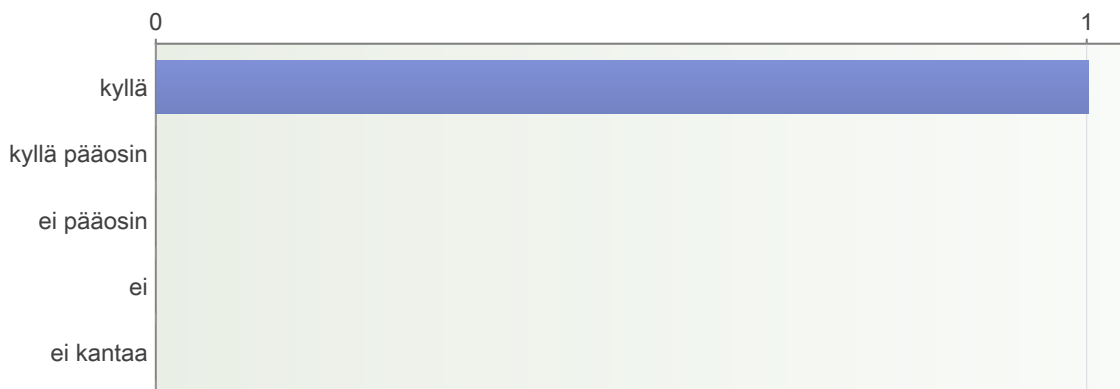 0 1
kyllä
kyllä pääosin
ei pääosin
ei
ei kantaa